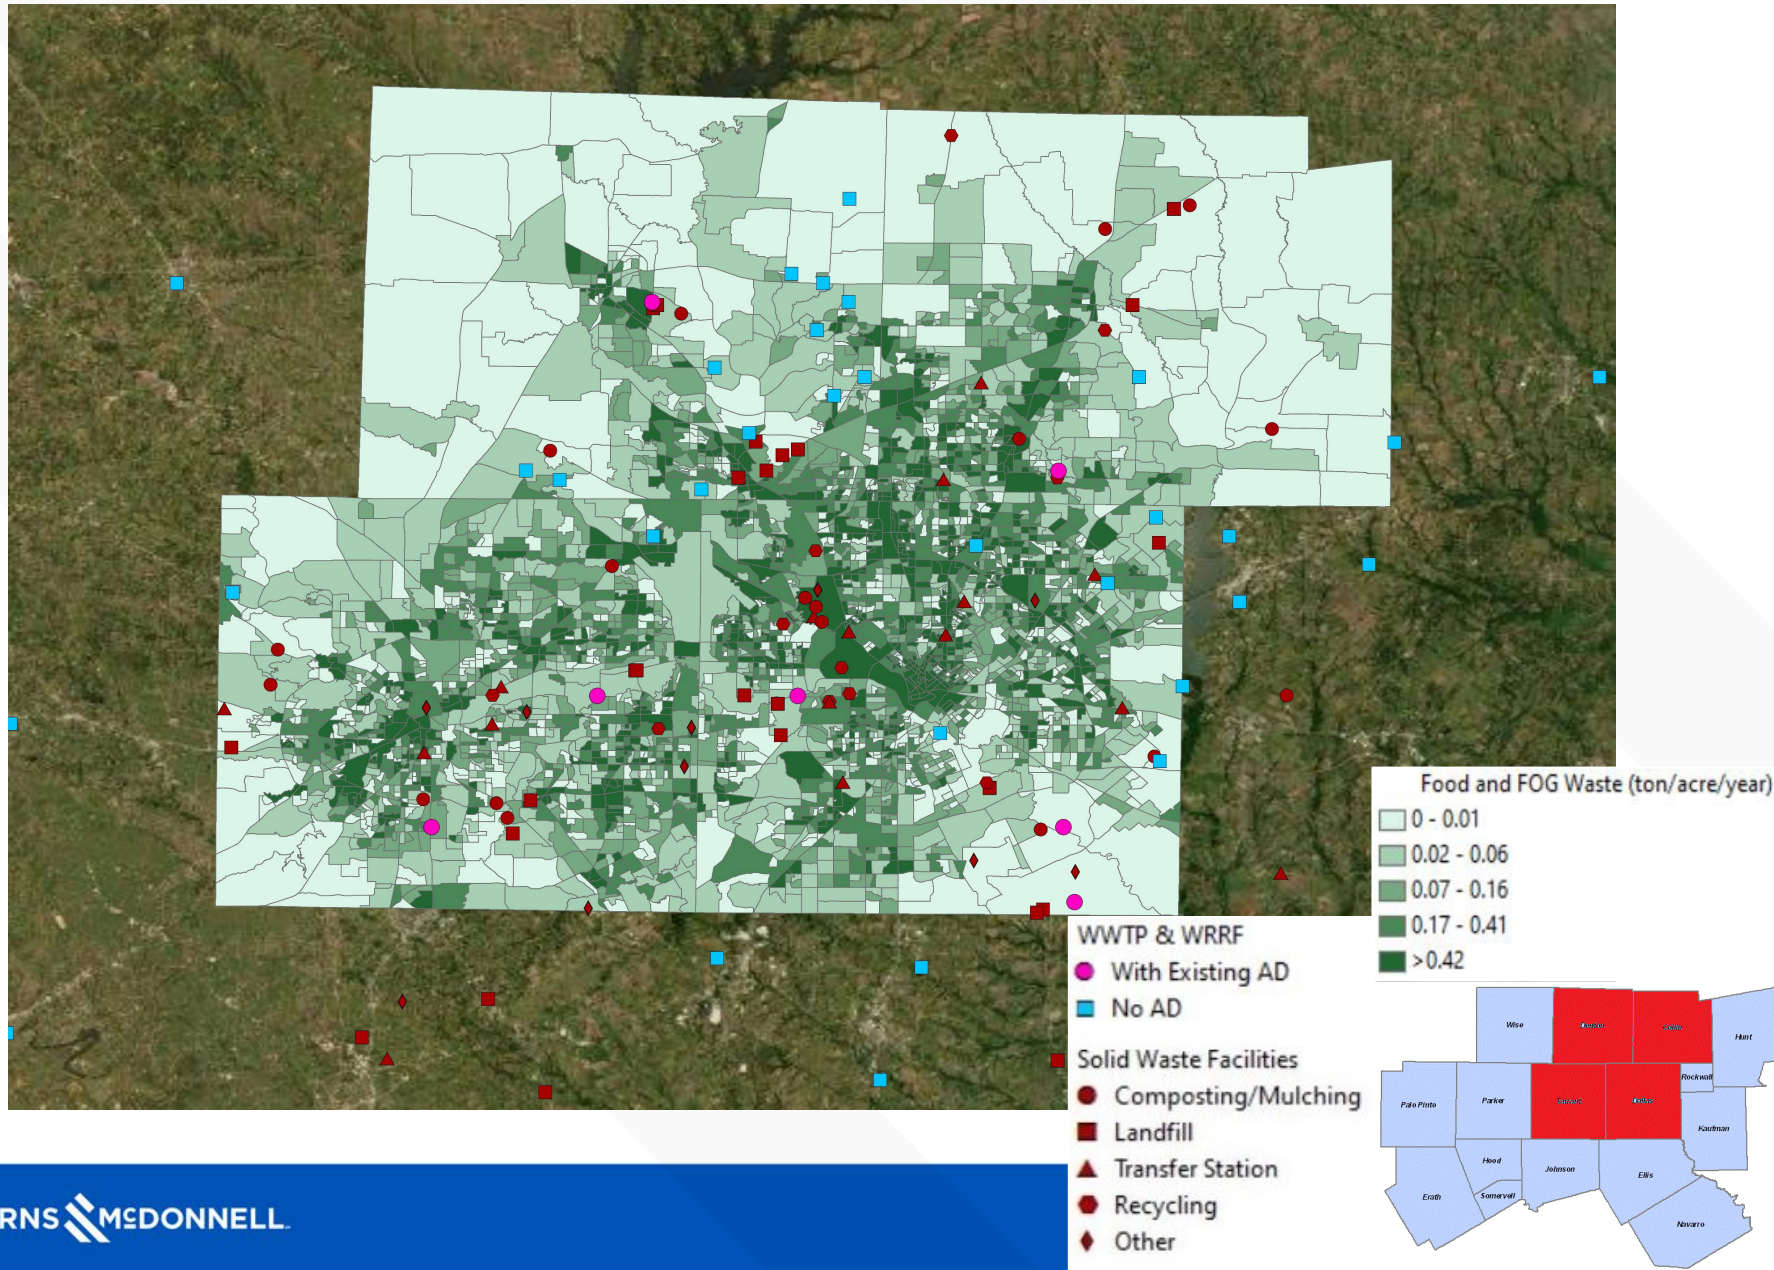 Food and FOG Waste (ton/acre/year)
0 - 0.01
0.02 - 0.06
0.07 - 0.16
0.17 - 0.41
>0.42
WWTP & WRRF
With Existing AD
No AD
Solid Waste Facilities
Composting/Mulching
Landfill
Transfer Station
Recycling
Other
Wise
Hunt
Rockwall
Palo Pinto
Parker
Kaufman
Hood
Johnson
Ellis
Erath
Somervell
Navarro
RNS McDONNELL